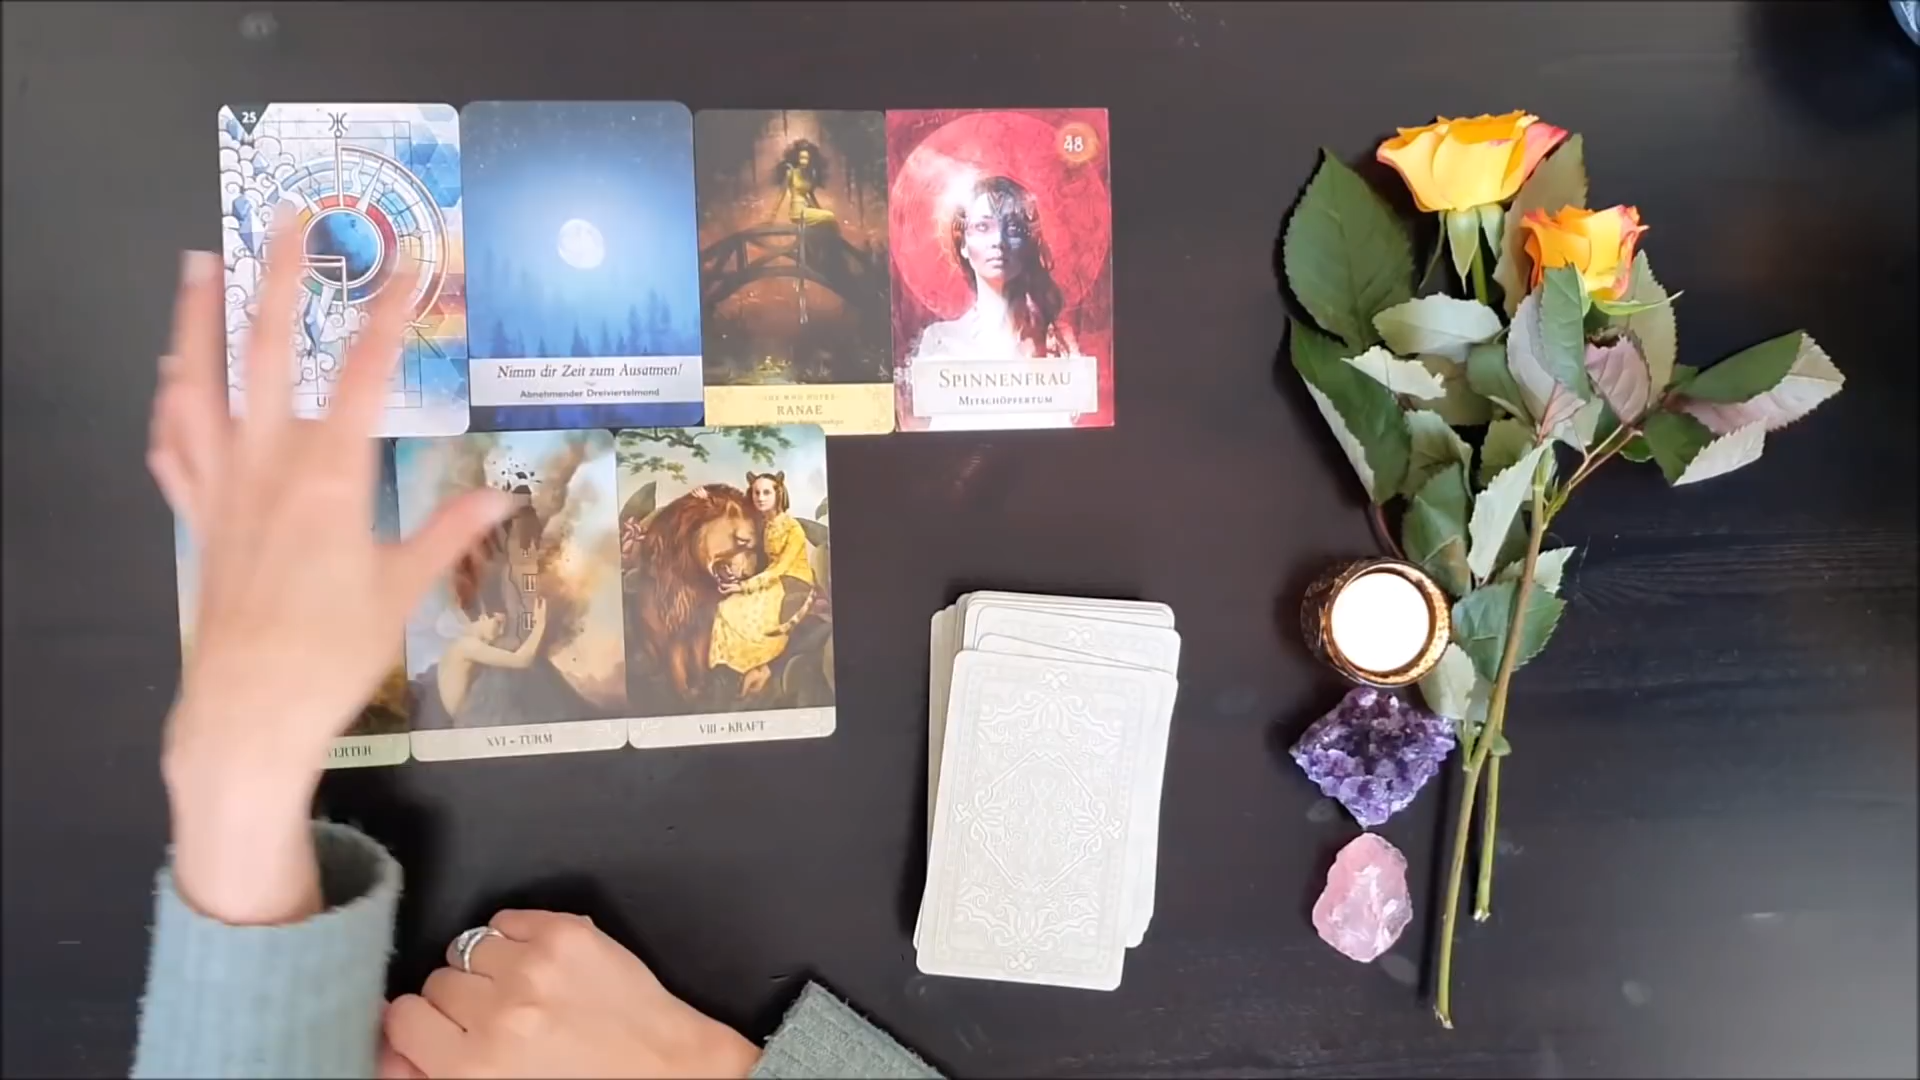 25
Nimm dir Zeit zum Ausatmen!
Abnehmender Dreiviertelmond
RANAE
48
SPINNENFRAU
MITSCHÖPFERTUM
XVI • TURM
VIII • KRAFT